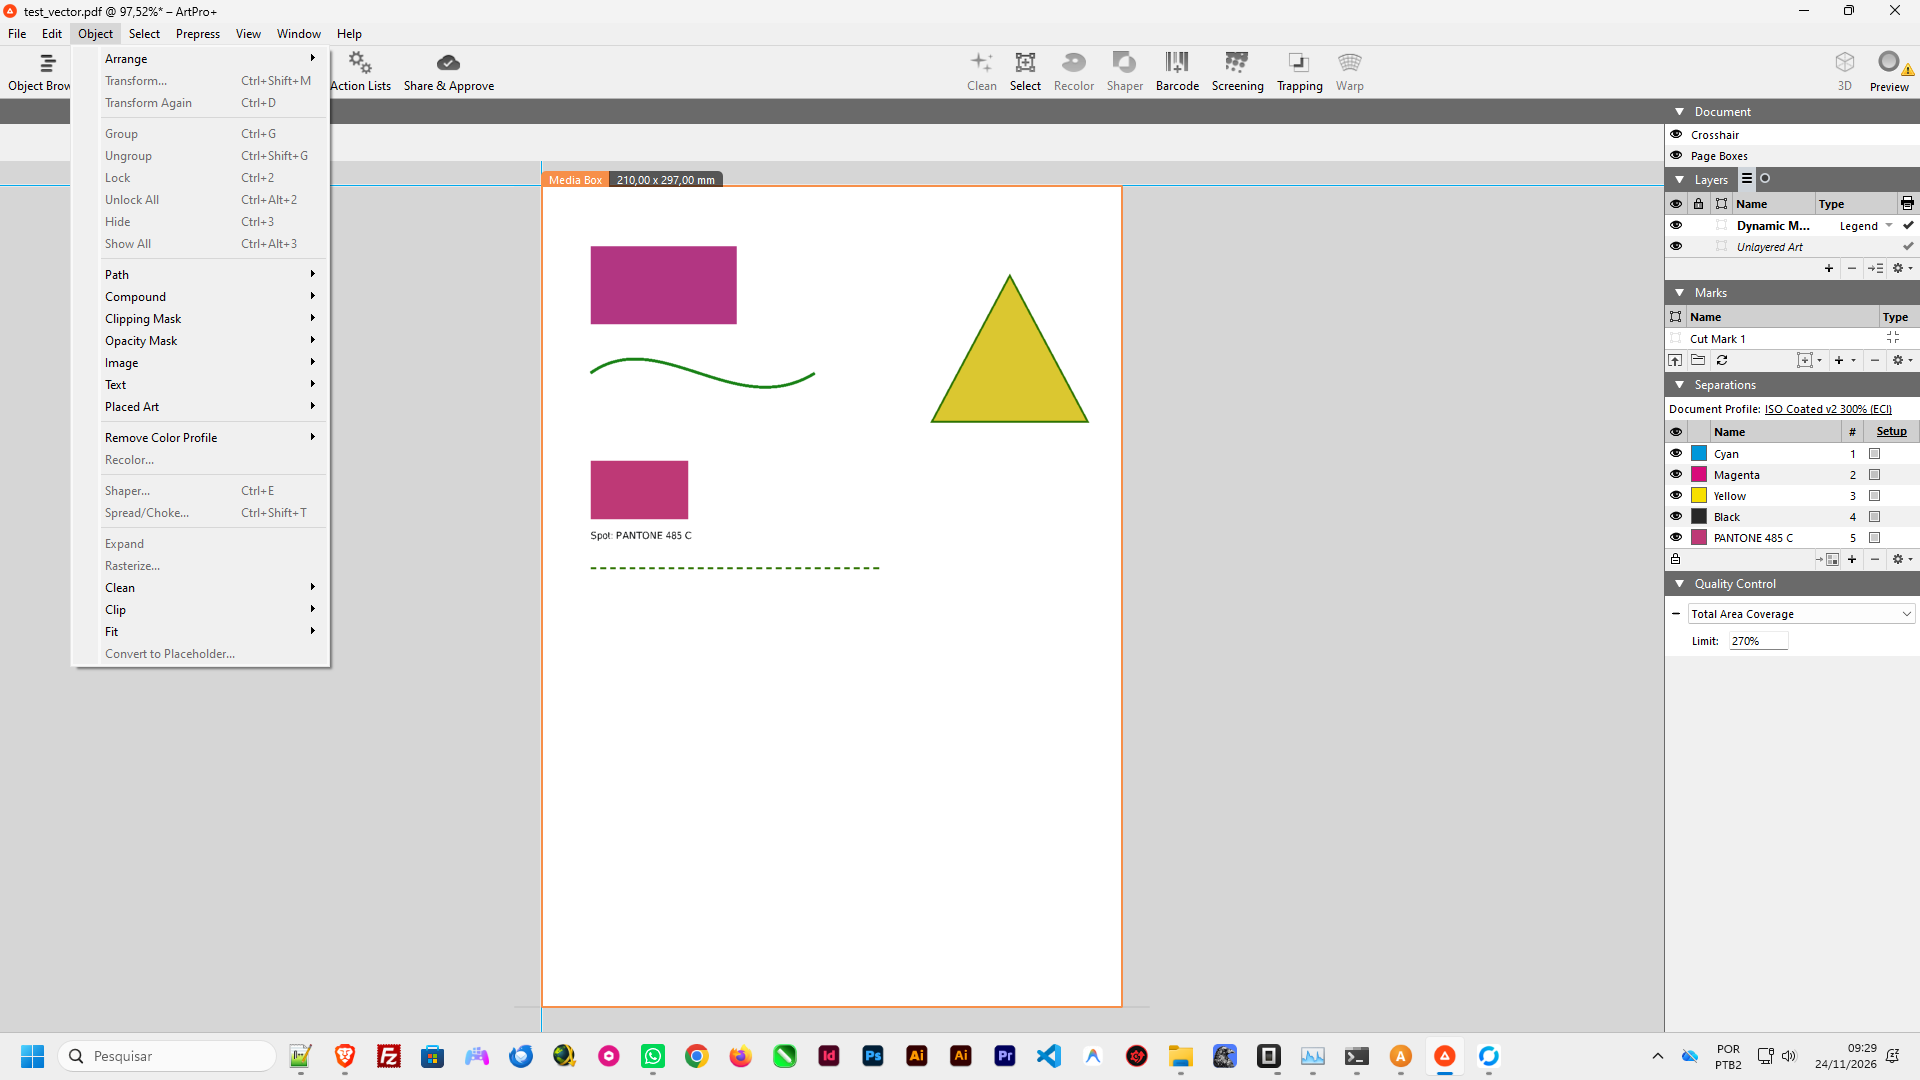 test_vector.pdf @ 97,52%* – ArtPro+
File Edit Object Select Prepress View Window Help
Object Brow
Action Lists
Share & Approve
Clean
Select
Recolor
Shaper
Barcode
Screening
Trapping
Warp
3D
Preview
Arrange
Transform... Ctrl+Shift+M
Transform Again Ctrl+D
Group Ctrl+G
Ungroup Ctrl+Shift+G
Lock Ctrl+2
Unlock All Ctrl+Alt+2
Hide Ctrl+3
Show All Ctrl+Alt+3
Path
Compound
Clipping Mask
Opacity Mask
Image
Text
Placed Art
Remove Color Profile
Recolor...
Shaper... Ctrl+E
Spread/Choke... Ctrl+Shift+T
Expand
Rasterize...
Clean
Clip
Fit
Convert to Placeholder...
Media Box 210,00 x 297,00 mm
Spot: PANTONE 485 C
Document
Crosshair
Page Boxes
Layers
Name Type
Dynamic M... Legend
Unlayered Art
Marks
Name Type
Cut Mark 1
Separations
Document Profile: ISO Coated v2 300% (ECI)
Name # Setup
Cyan 1
Magenta 2
Yellow 3
Black 4
PANTONE 485 C 5
Quality Control
Total Area Coverage
Limit: 270%
Pesquisar
Id
Ps
Ai
Ai
Pr
POR
PTB2
09:29
24/11/2026